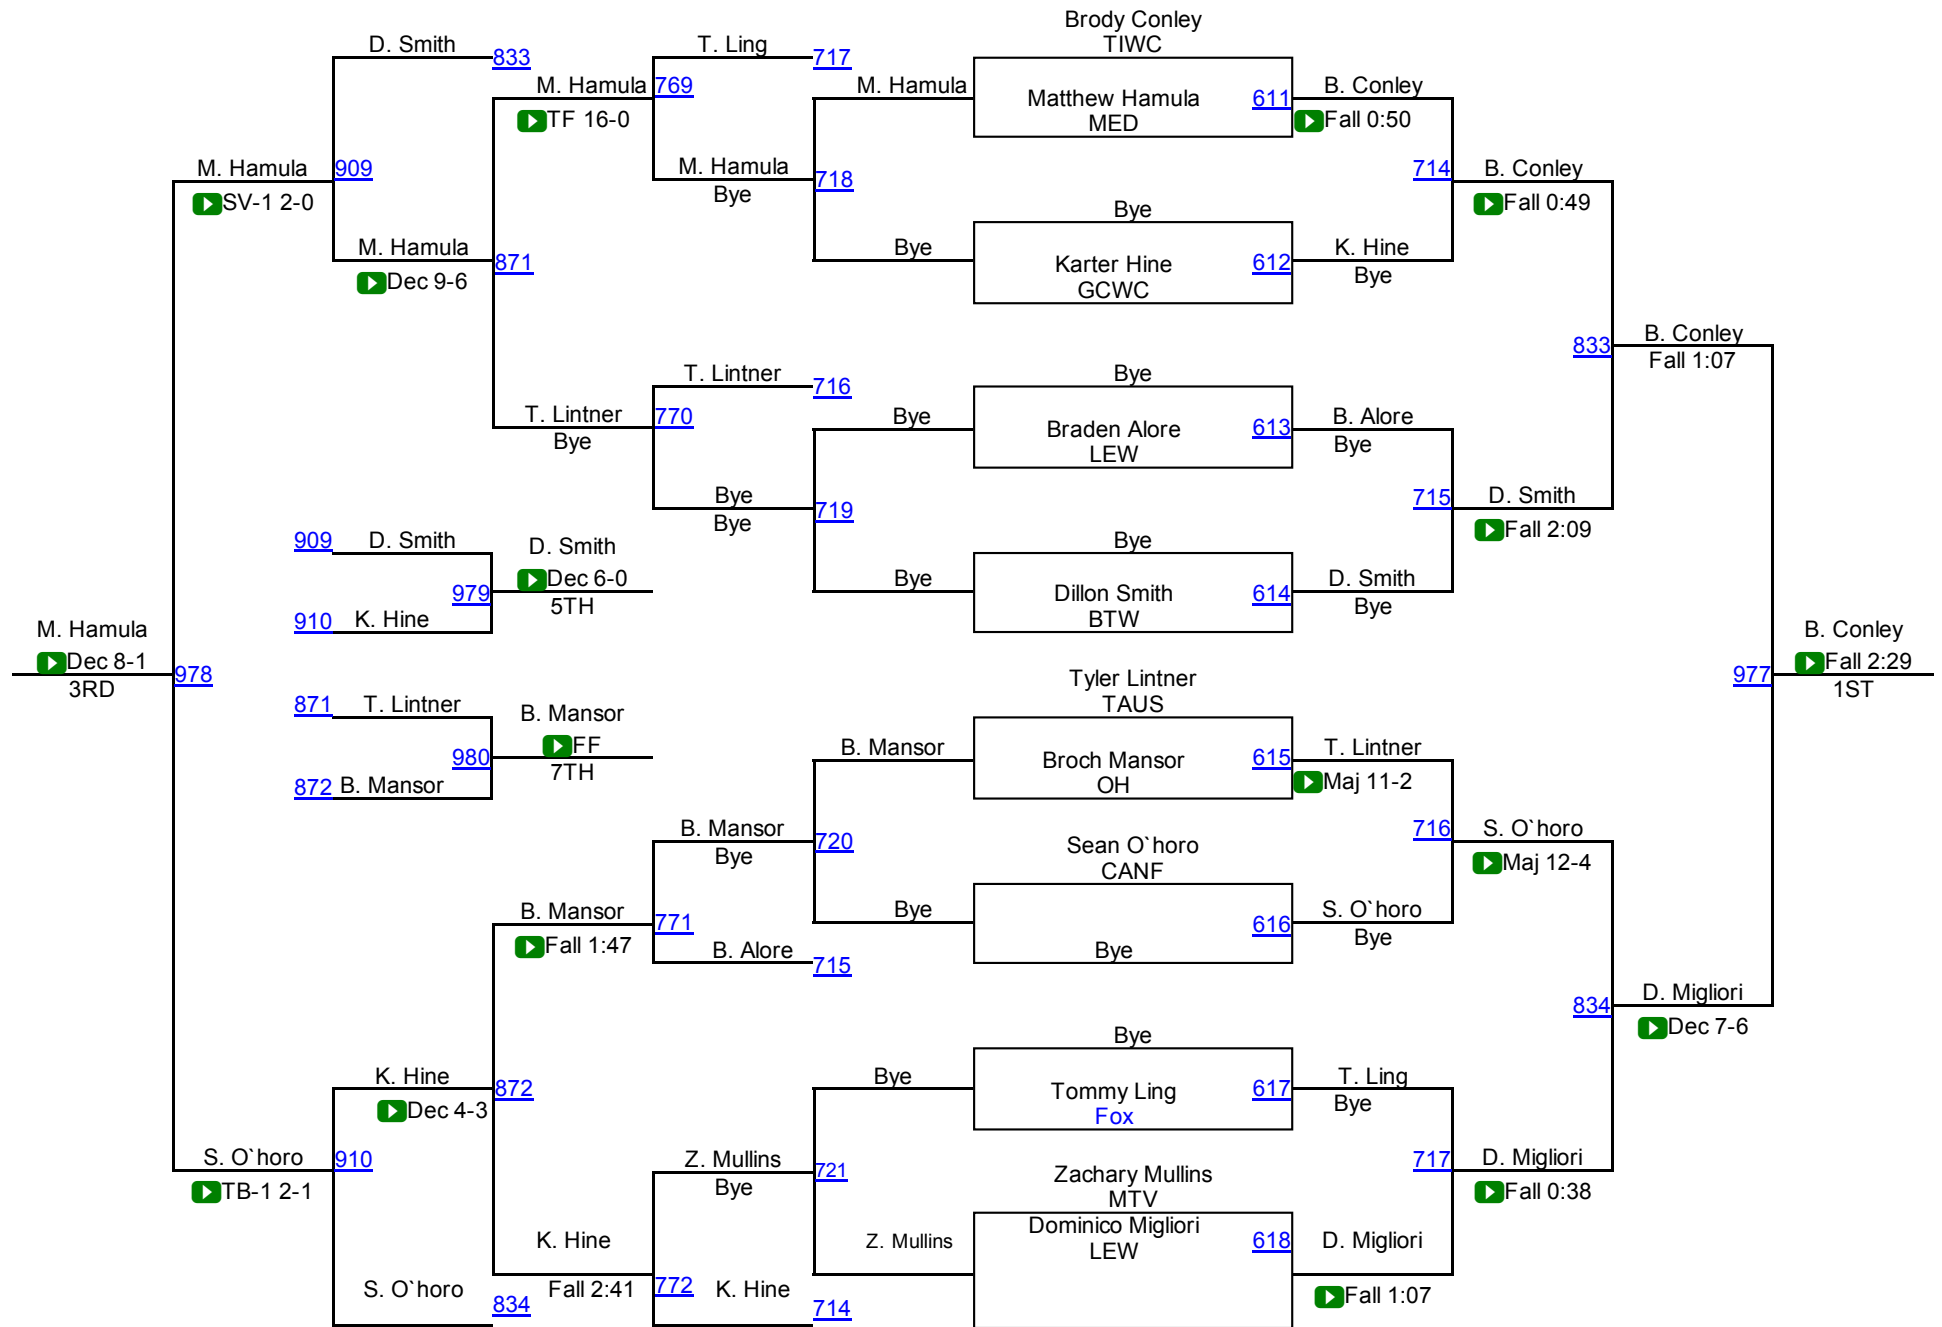 Brody Conley
TIWC
D. Smith
833
T. Ling
717
M. Hamula
769
TF 16-0
M. Hamula
Matthew Hamula
MED
611
B. Conley
Fall 0:50
M. Hamula
909
SV-1 2-0
M. Hamula
Bye
718
714
B. Conley
Fall 0:49
Bye
M. Hamula
871
Dec 9-6
Bye
Karter Hine
GCWC
612
K. Hine
Bye
833
B. Conley
Fall 1:07
T. Lintner
716
Bye
T. Lintner
Bye
770
Bye
Braden Alore
LEW
613
B. Alore
Bye
Bye
Bye
719
715
D. Smith
Fall 2:09
909
D. Smith
D. Smith
Dec 6-0
5TH
979
910
K. Hine
Bye
Bye
Dillon Smith
BTW
614
D. Smith
Bye
M. Hamula
Dec 8-1
3RD
978
977
B. Conley
Fall 2:29
1ST
Tyler Lintner
TAUS
871
T. Lintner
B. Mansor
FF
7TH
980
872
B. Mansor
B. Mansor
Broch Mansor
OH
615
T. Lintner
Maj 11-2
B. Mansor
Bye
720
716
S. O`horo
Maj 12-4
Sean O`horo
CANF
B. Mansor
771
Fall 1:47
Bye
Bye
616
S. O`horo
Bye
B. Alore
715
834
D. Migliori
Dec 7-6
Bye
K. Hine
872
Dec 4-3
Bye
Tommy Ling
Fox
617
T. Ling
Bye
S. O`horo
910
TB-1 2-1
Z. Mullins
Bye
721
717
D. Migliori
Fall 0:38
Zachary Mullins
MTV
K. Hine
Fall 2:41
Z. Mullins
Dominico Migliori
LEW
618
D. Migliori
Fall 1:07
S. O`horo
834
772
K. Hine
714